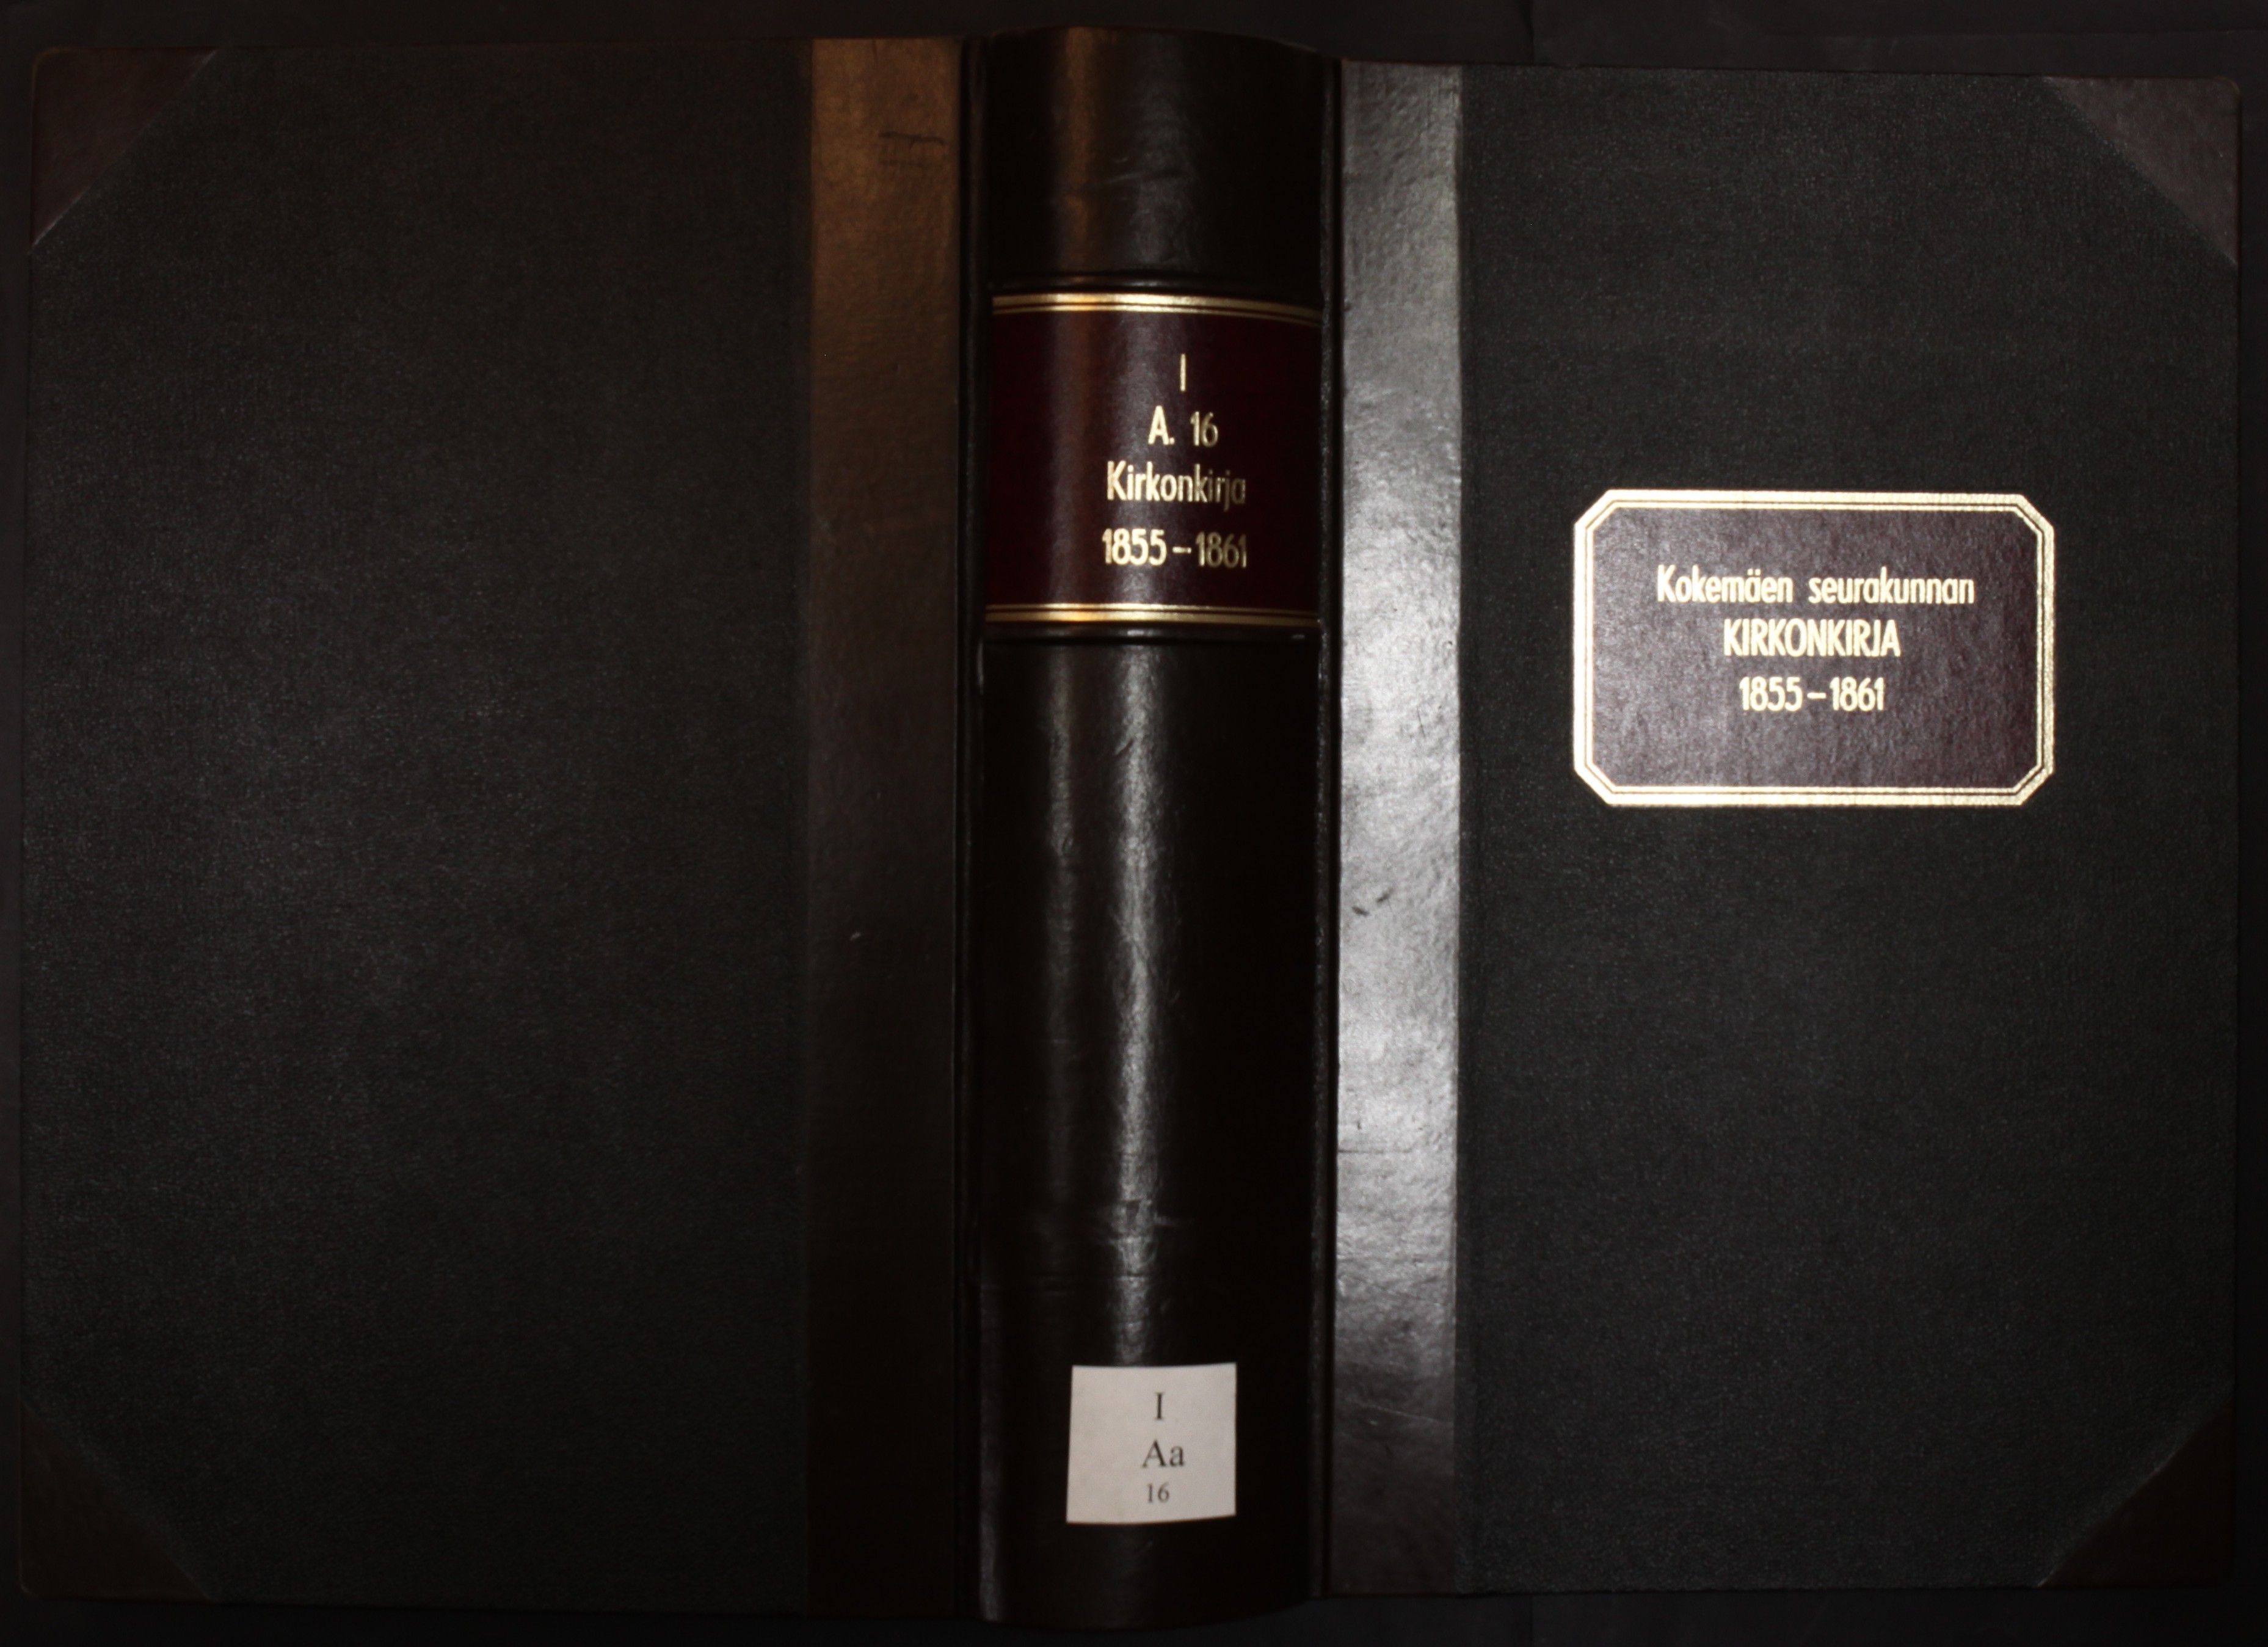 I
A. 16
Kirkonkirja
1855-1861
I
Aa
16
Kokemäen seurakunnan
KIRKONKIRJA
1855-1861